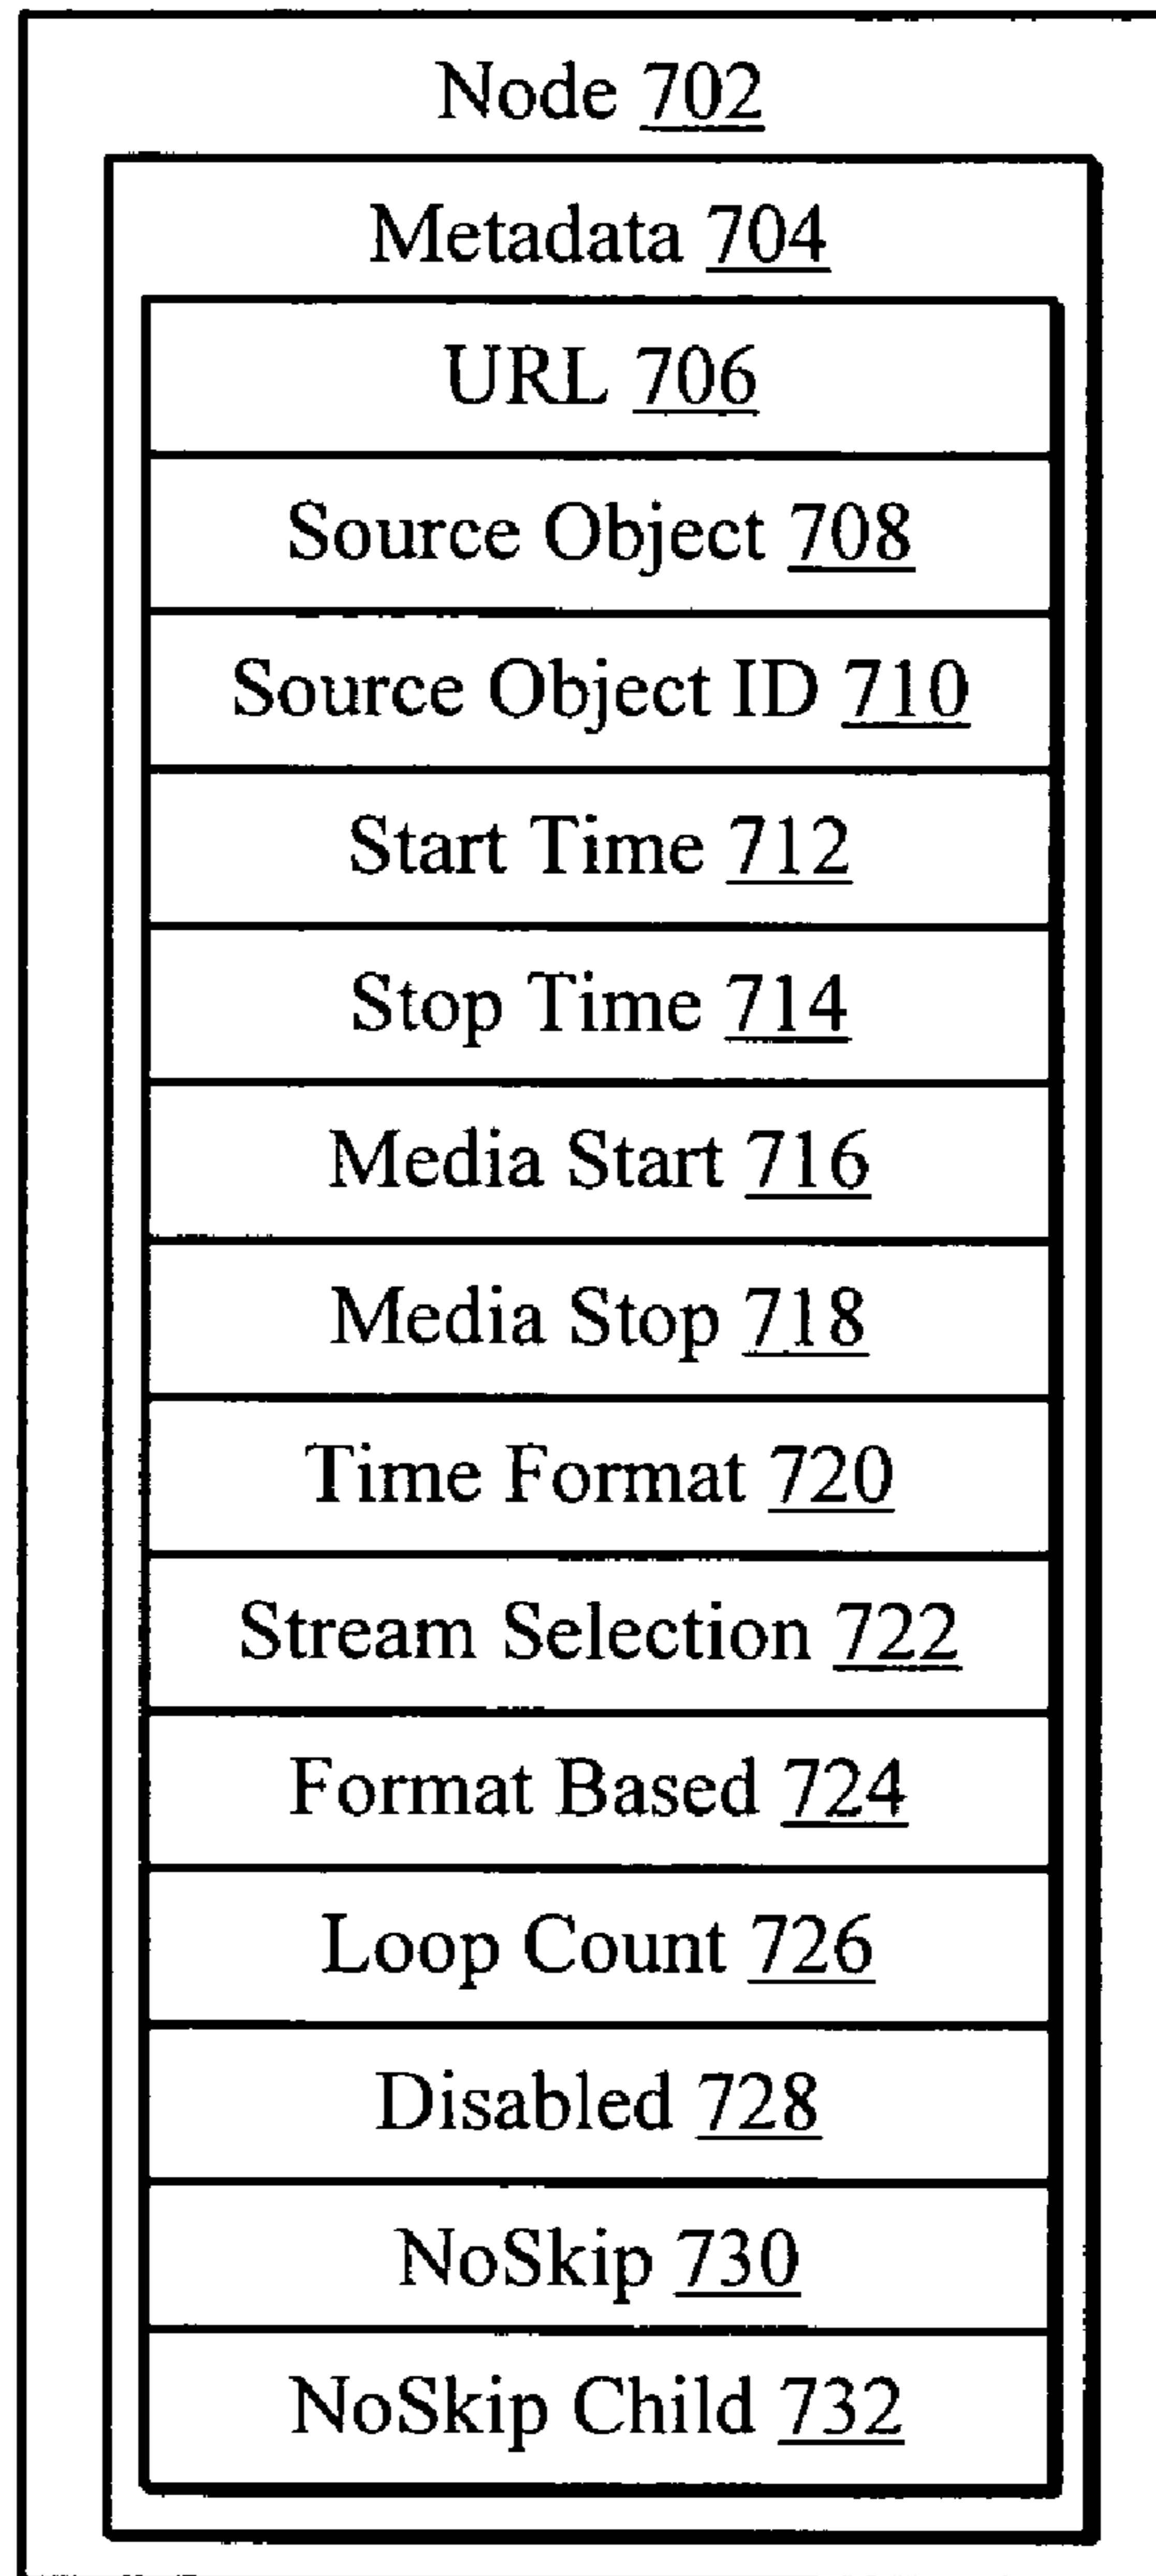 Node 702
Metadata 704
URL 706
Source Object 708
Source Object ID 710
Start Time 712
Stop Time 714
Media Start 716
Media Stop 718
Time Format 720
Stream Selection 722
Format Based 724
Loop Count 726
Disabled 728
NoSkip 730
NoSkip Child 732